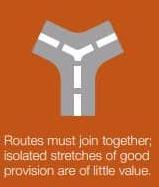 Routes must join together;
isolated stretches of good
provision are of little value.